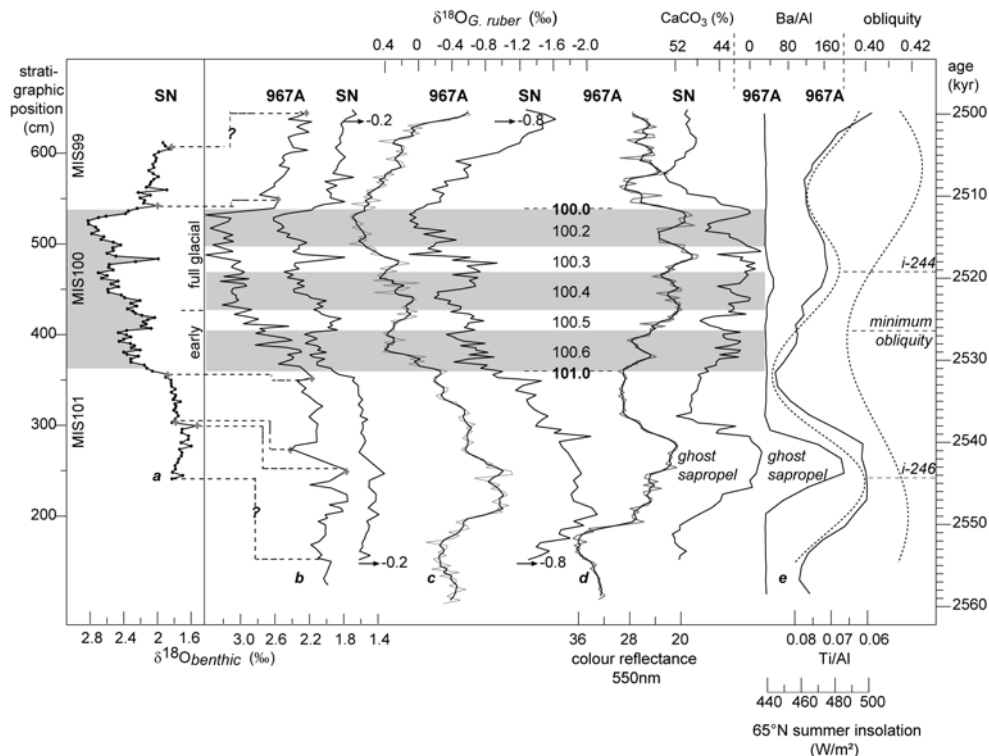 δ18OG. ruber (‰) CaCO3 (%) Ba/Al obliquity
0.4 0 -0.4 -0.8 -1.2 -1.6 -2.0 52 44 0 80 160 0.40 0.42
strati-
graphic
position
(cm)
age
(kyr)
SN 967A SN 967A SN 967A SN 967A 967A
? -0.2 -0.8 2500
600
MIS99
2510
100.0
100.2
500
full glacial
100.3
i-244
MIS100
2520
100.4
minimum
400
100.5
obliquity
early
100.6
2530
101.0
MIS101
300
2540
ghost
sapropel
ghost
sapropel
i-246
a
200
?
2550
b -0.2 c -0.8 d e
2560
2.8 2.4 2 1.6 3.0 2.6 2.2 1.8 1.4 36 28 20 0.08 0.07 0.06
δ18Obenthic (‰) colour reflectance
550nm
Ti/Al
440 460 480 500
65°N summer insolation
(W/m²)